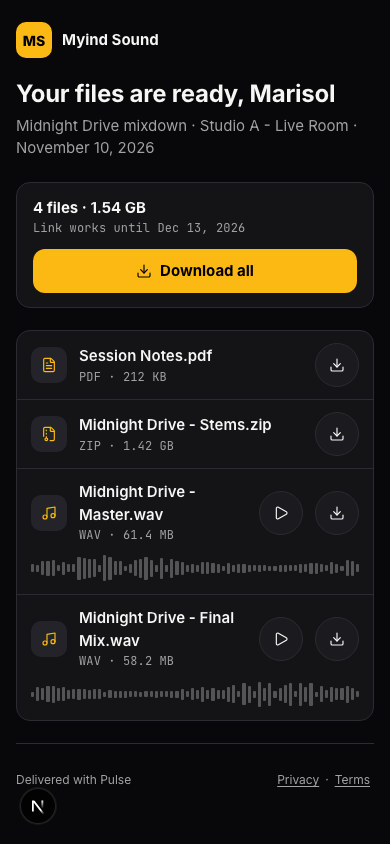 MS Myind Sound
Your files are ready, Marisol
Midnight Drive mixdown · Studio A - Live Room ·
November 10, 2026
4 files · 1.54 GB
Link works until Dec 13, 2026
Download all
Session Notes.pdf
PDF · 212 KB
Midnight Drive - Stems.zip
ZIP · 1.42 GB
Midnight Drive -
Master.wav
WAV · 61.4 MB
Midnight Drive - Final
Mix.wav
WAV · 58.2 MB
Delivered with Pulse Privacy · Terms
N